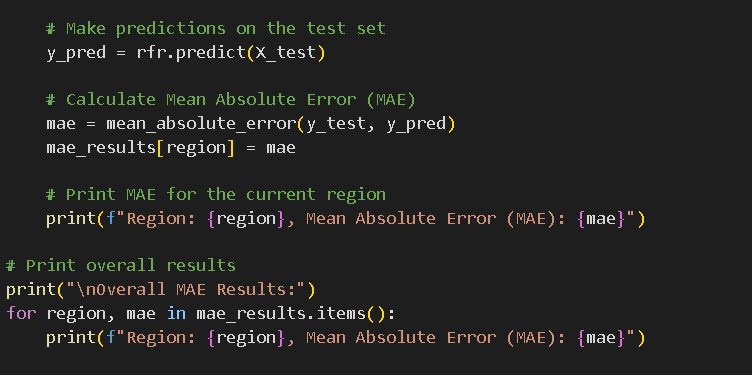 # Make predictions on the test set
y_pred = rfr.predict(X_test)
# Calculate Mean Absolute Error (MAE)
mae = mean_absolute_error(y_test, y_pred)
mae_results[region] = mae
# Print MAE for the current region
print(f"Region: {region}, Mean Absolute Error (MAE): {mae}")
# Print overall results
print("\nOverall MAE Results:")
for region, mae in mae_results.items():
print(f"Region: {region}, Mean Absolute Error (MAE): {mae}")